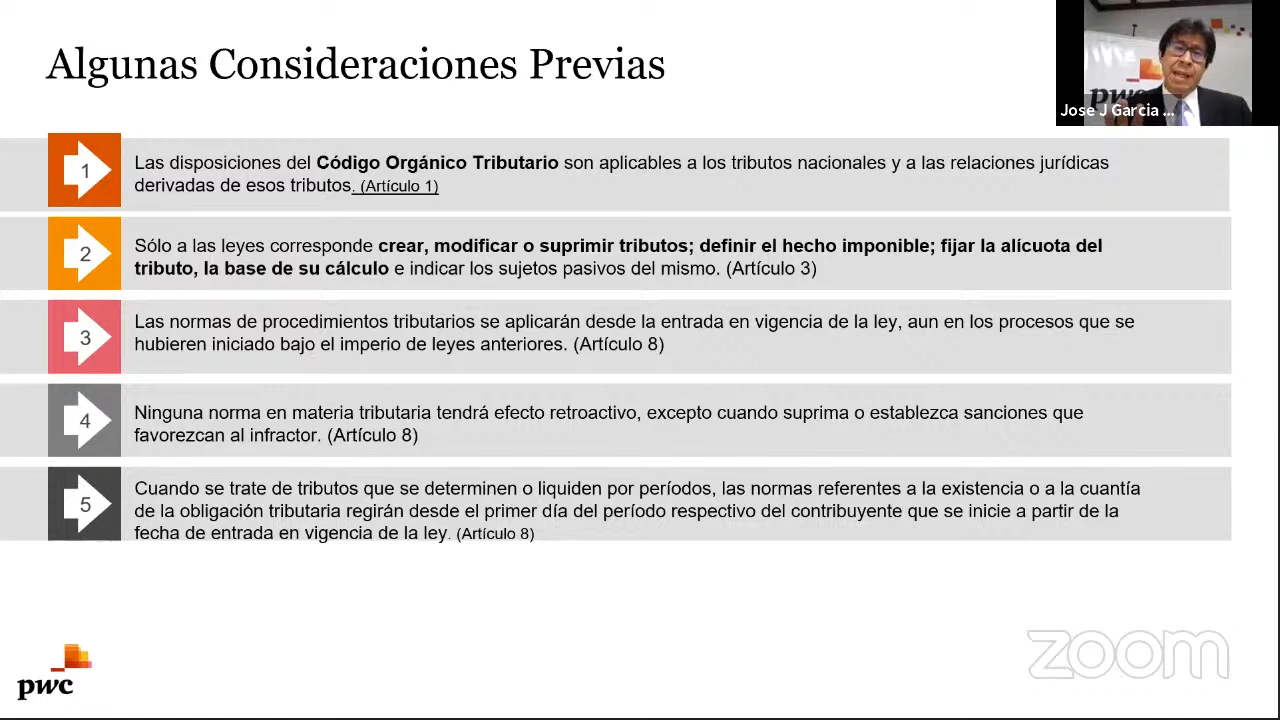 Algunas Consideraciones Previas
pwc
Jose J Garcia ...
1
Las disposiciones del Código Orgánico Tributario son aplicables a los tributos nacionales y a las relaciones jurídicas
derivadas de esos tributos. (Artículo 1)
2
Sólo a las leyes corresponde crear, modificar o suprimir tributos; definir el hecho imponible; fijar la alícuota del
tributo, la base de su cálculo e indicar los sujetos pasivos del mismo. (Artículo 3)
3
Las normas de procedimientos tributarios se aplicarán desde la entrada en vigencia de la ley, aun en los procesos que se
hubieren iniciado bajo el imperio de leyes anteriores. (Artículo 8)
4
Ninguna norma en materia tributaria tendrá efecto retroactivo, excepto cuando suprima o establezca sanciones que
favorezcan al infractor. (Artículo 8)
5
Cuando se trate de tributos que se determinen o liquiden por períodos, las normas referentes a la existencia o a la cuantía
de la obligación tributaria regirán desde el primer día del período respectivo del contribuyente que se inicie a partir de la
fecha de entrada en vigencia de la ley. (Artículo 8)
pwc
zoom